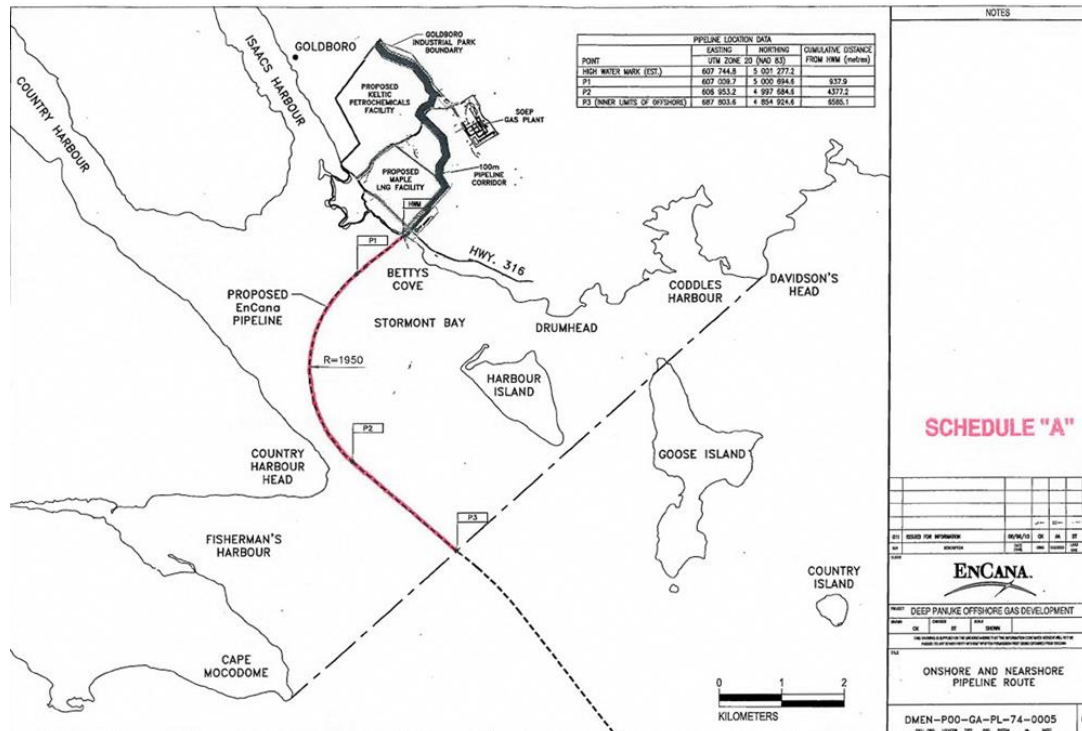 NOTES
GOLDBORO INDUSTRIAL PARK BOUNDARY
GOLDBORO
ISAACS HARBOUR
COUNTRY HARBOUR
PROPOSED KELTIC PETROCHEMICALS FACILITY
SOEP GAS PLANT
PROPOSED MAPLE LNG FACILITY
100m PIPELINE CORRIDOR
HWM
PIPELINE LOCATION DATA
POINT EASTING NORTHING CUMULATIVE DISTANCE FROM HWM (metres)
UTM ZONE 20 (NAD 83)
HIGH WATER MARK (EST.) 607 744.8 5 001 277.2
P1 607 009.7 5 000 694.6 937.9
P2 606 953.2 4 997 684.6 4377.2
P3 (INNER LIMITS OF OFFSHORE) 687 803.6 4 854 924.6 6585.1
P1
HWY. 316
BETTYS COVE
PROPOSED EnCana PIPELINE
STORMONT BAY
DRUMHEAD
CODDLES HARBOUR
DAVIDSON'S HEAD
R=1950
HARBOUR ISLAND
P2
GOOSE ISLAND
COUNTRY HARBOUR HEAD
P3
FISHERMAN'S HARBOUR
COUNTRY ISLAND
CAPE MOCODOME
0 1 2
KILOMETERS
SCHEDULE "A"
ISSUED FOR INFORMATION
ENCANA
DEEP PANUKE OFFSHORE GAS DEVELOPMENT
SHOWN
ONSHORE AND NEARSHORE
PIPELINE ROUTE
DMEN-P00-GA-PL-74-0005